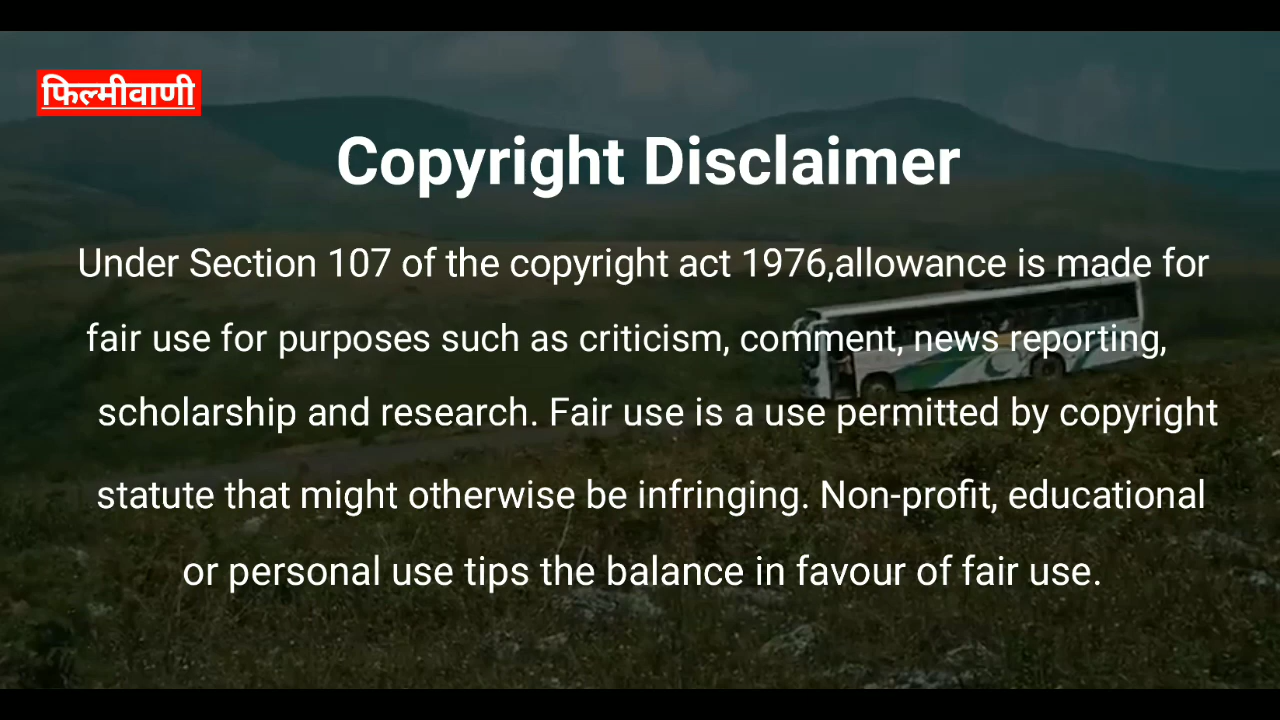 फिल्मीवाणी
Copyright Disclaimer
Under Section 107 of the copyright act 1976,allowance is made for
fair use for purposes such as criticism, comment, news reporting,
scholarship and research. Fair use is a use permitted by copyright
statute that might otherwise be infringing. Non-profit, educational
or personal use tips the balance in favour of fair use.